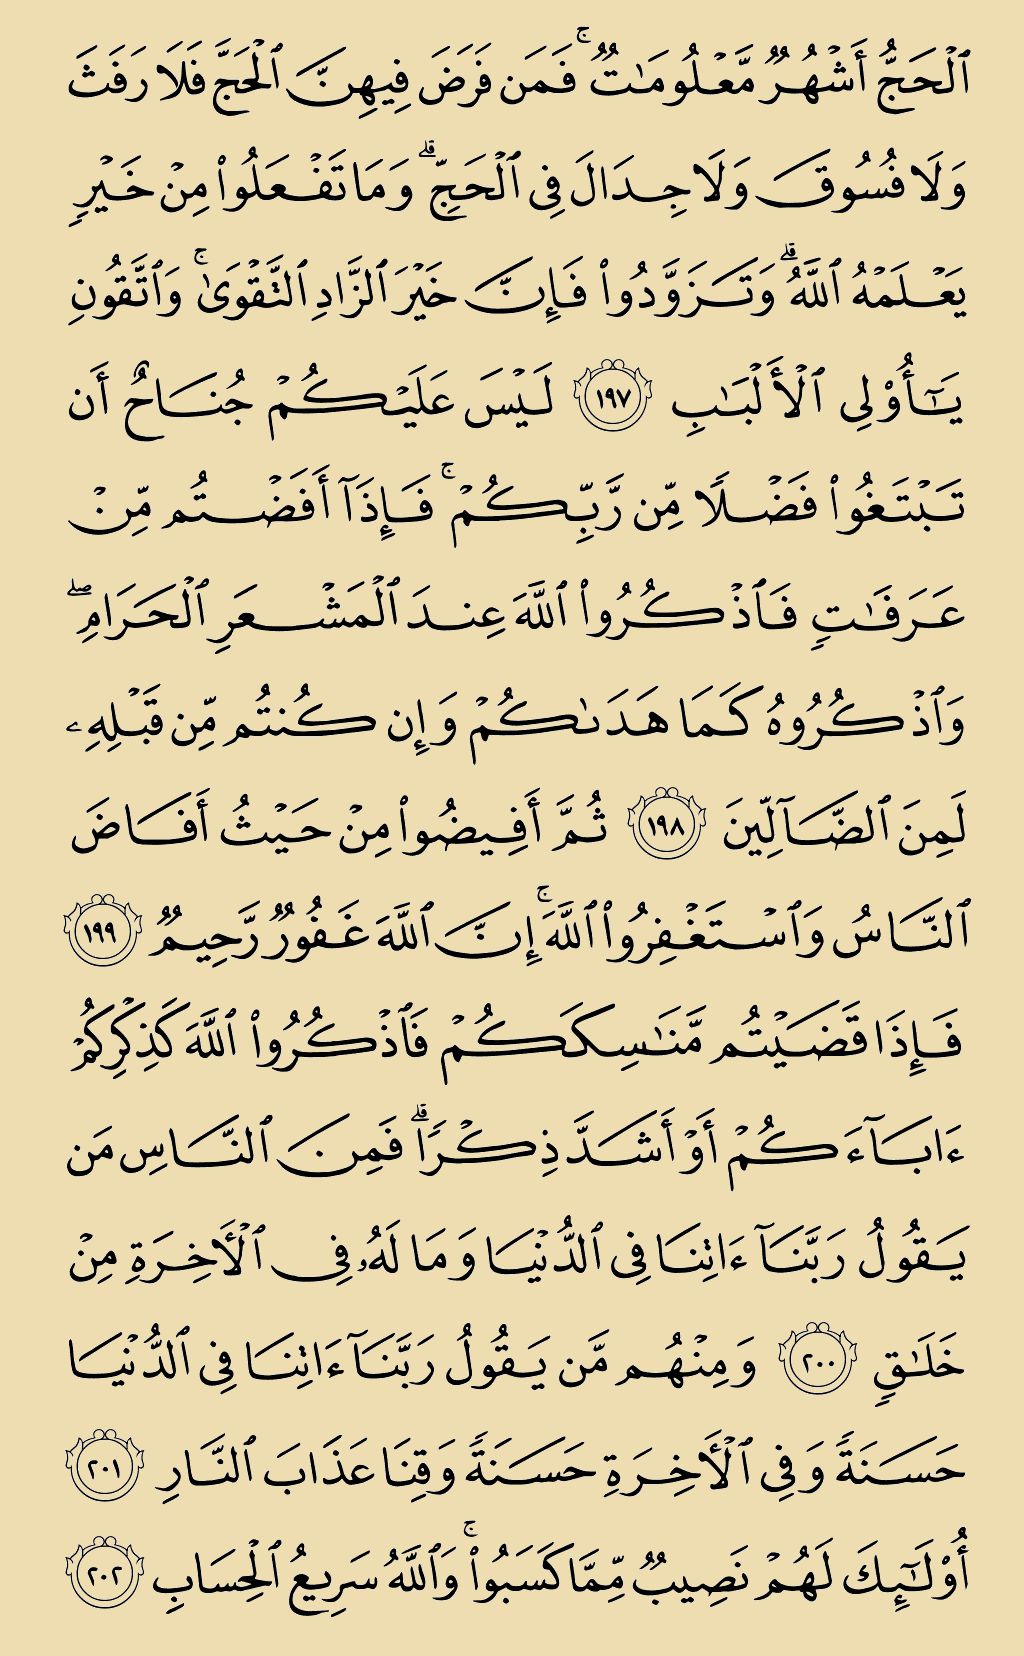 ٱلْحَجُّ أَشْهُرٌ مَّعْلُومَـٰتٌ ۚ فَمَن فَرَضَ فِيهِنَّ ٱلْحَجَّ فَلَا رَفَثَ
وَلَا فُسُوقَ وَلَا جِدَالَ فِى ٱلْحَجِّ ۗ وَمَا تَفْعَلُوا۟ مِنْ خَيْرٍ
يَعْلَمْهُ ٱللَّهُ ۗ وَتَزَوَّدُوا۟ فَإِنَّ خَيْرَ ٱلزَّادِ ٱلتَّقْوَىٰ ۚ وَٱتَّقُونِ
يَـٰٓأُو۟لِى ٱلْأَلْبَـٰبِ ١٩٧ لَيْسَ عَلَيْكُمْ جُنَاحٌ أَن
تَبْتَغُوا۟ فَضْلًا مِّن رَّبِّكُمْ ۚ فَإِذَآ أَفَضْتُم مِّنْ
عَرَفَـٰتٍ فَٱذْكُرُوا۟ ٱللَّهَ عِندَ ٱلْمَشْعَرِ ٱلْحَرَامِ ۖ
وَٱذْكُرُوهُ كَمَا هَدَىٰكُمْ وَإِن كُنتُم مِّن قَبْلِهِۦ
لَمِنَ ٱلضَّآلِّينَ ١٩٨ ثُمَّ أَفِيضُوا۟ مِنْ حَيْثُ أَفَاضَ
ٱلنَّاسُ وَٱسْتَغْفِرُوا۟ ٱللَّهَ ۚ إِنَّ ٱللَّهَ غَفُورٌ رَّحِيمٌ ١٩٩
فَإِذَا قَضَيْتُم مَّنَـٰسِكَكُمْ فَٱذْكُرُوا۟ ٱللَّهَ كَذِكْرِكُمْ
ءَابَآءَكُمْ أَوْ أَشَدَّ ذِكْرًا ۗ فَمِنَ ٱلنَّاسِ مَن
يَقُولُ رَبَّنَآ ءَاتِنَا فِى ٱلدُّنْيَا وَمَا لَهُۥ فِى ٱلْـَٔاخِرَةِ مِنْ
خَلَـٰقٍ ٢٠٠ وَمِنْهُم مَّن يَقُولُ رَبَّنَآ ءَاتِنَا فِى ٱلدُّنْيَا
حَسَنَةً وَفِى ٱلْـَٔاخِرَةِ حَسَنَةً وَقِنَا عَذَابَ ٱلنَّارِ ٢٠١
أُو۟لَـٰٓئِكَ لَهُمْ نَصِيبٌ مِّمَّا كَسَبُوا۟ ۚ وَٱللَّهُ سَرِيعُ ٱلْحِسَابِ ٢٠٢